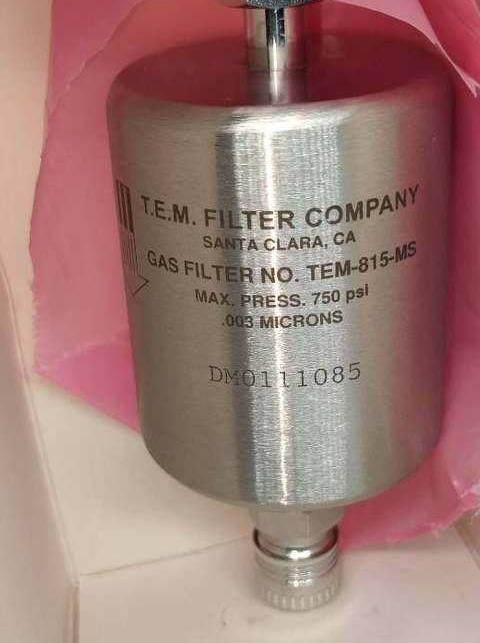 T.E.M. FILTER COMPANY
SANTA CLARA, CA
GAS FILTER NO. TEM-815-MS
MAX. PRESS. 750 psi
.003 MICRONS
DM0111085